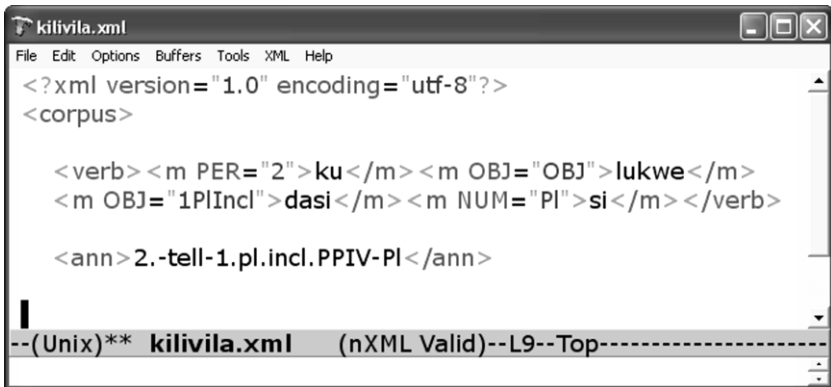 kilivila.xml
File Edit Options Buffers Tools XML Help
<?xml version="1.0" encoding="utf-8"?>
<corpus>
<verb><m PER="2">ku</m><m OBJ="OBJ">lukwe</m>
<m OBJ="1PlIncl">dasi</m><m NUM="Pl">si</m></verb>
<ann>2.-tell-1.pl.incl.PPIV-Pl</ann>
--(Unix)** kilivila.xml (nXML Valid)--L9--Top----------------------